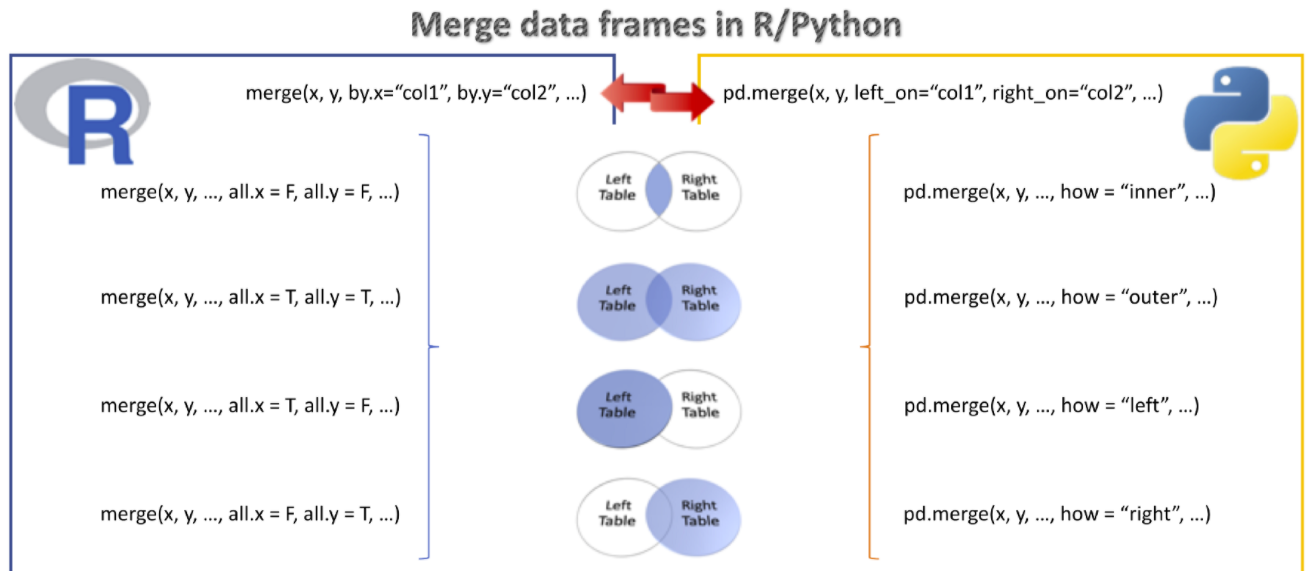 Merge data frames in R/Python
R
merge(x, y, by.x=“col1”, by.y=“col2”, ...)
pd.merge(x, y, left_on=“col1”, right_on=“col2”, ...)
merge(x, y, ..., all.x = F, all.y = F, ...)
Left
Table
Right
Table
pd.merge(x, y, ..., how = “inner”, ...)
merge(x, y, ..., all.x = T, all.y = T, ...)
Left
Table
Right
Table
pd.merge(x, y, ..., how = “outer”, ...)
merge(x, y, ..., all.x = T, all.y = F, ...)
Left
Table
Right
Table
pd.merge(x, y, ..., how = “left”, ...)
merge(x, y, ..., all.x = F, all.y = T, ...)
Left
Table
Right
Table
pd.merge(x, y, ..., how = “right”, ...)